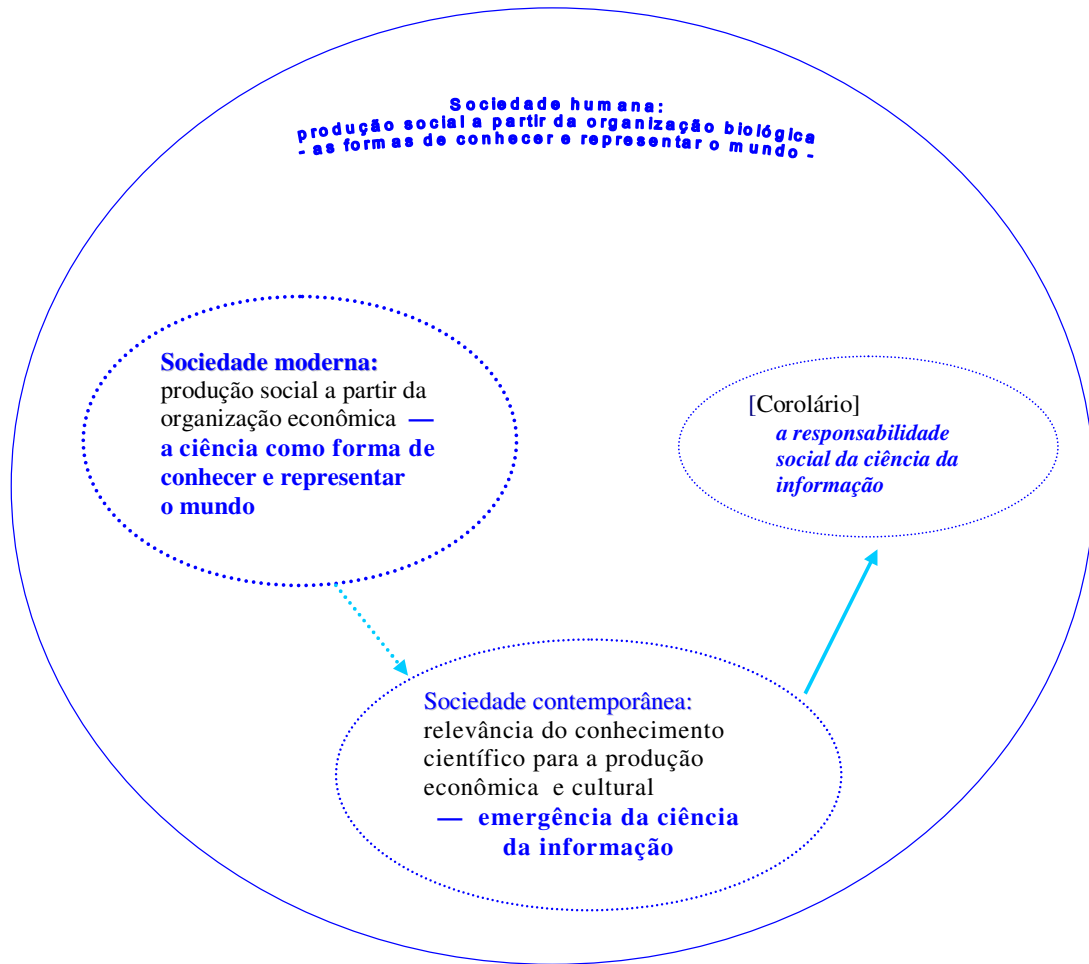 Sociedade humana:
produção social a partir da organização biológica
- as formas de conhecer e representar o mundo -
Sociedade moderna:
produção social a partir da
organização econômica —
a ciência como forma de
conhecer e representar
o mundo
[Corolário]
a responsabilidade
social da ciência da
informação
Sociedade contemporânea:
relevância do conhecimento
científico para a produção
econômica e cultural
— emergência da ciência
da informação